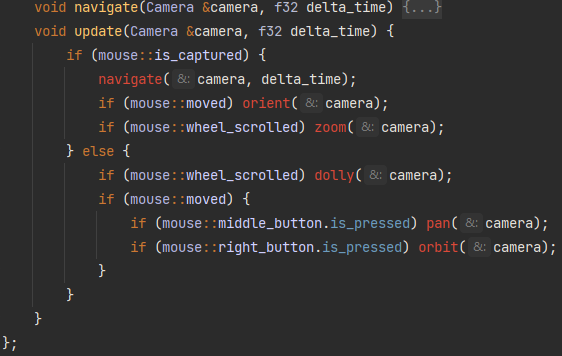 void navigate(Camera &camera, f32 delta_time) {...}
    void update(Camera &camera, f32 delta_time) {
        if (mouse::is_captured) {
            navigate( &: camera, delta_time);
            if (mouse::moved) orient( &: camera);
            if (mouse::wheel_scrolled) zoom( &: camera);
        } else {
            if (mouse::wheel_scrolled) dolly( &: camera);
            if (mouse::moved) {
                if (mouse::middle_button.is_pressed) pan( &: camera);
                if (mouse::right_button.is_pressed) orbit( &: camera);
            }
        }
    }
};